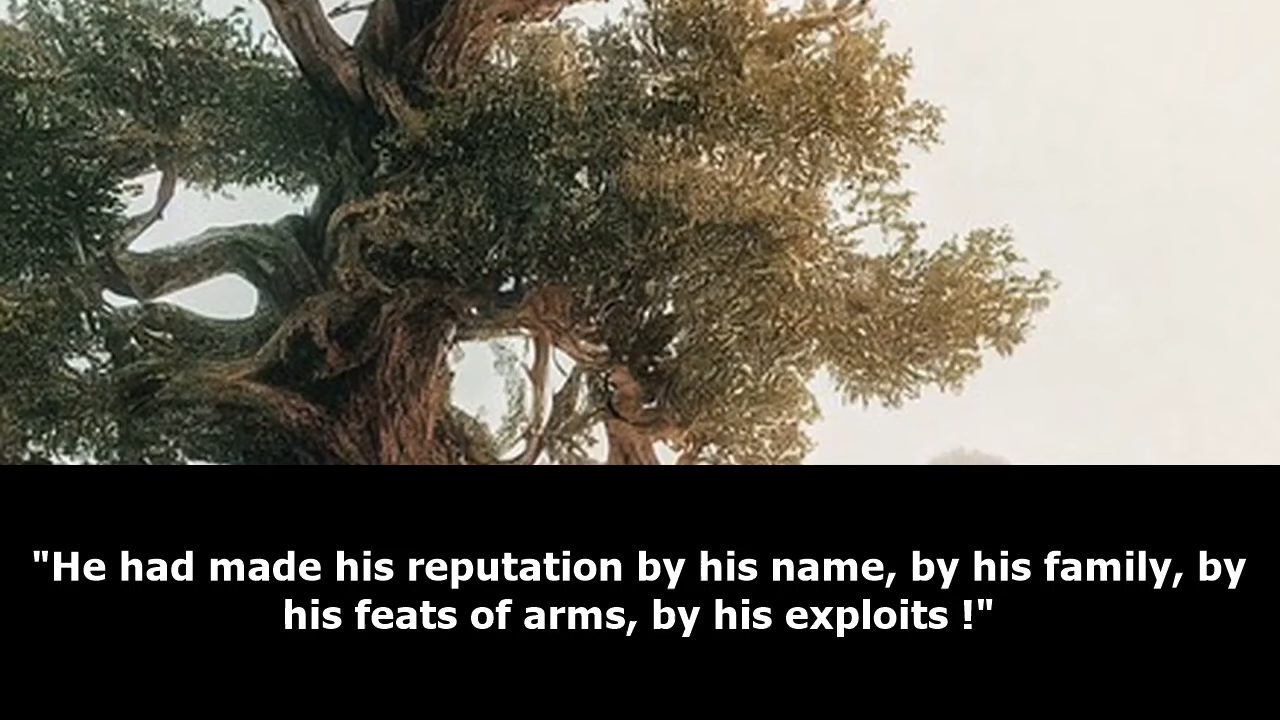 "He had made his reputation by his name, by his family, by
his feats of arms, by his exploits !"